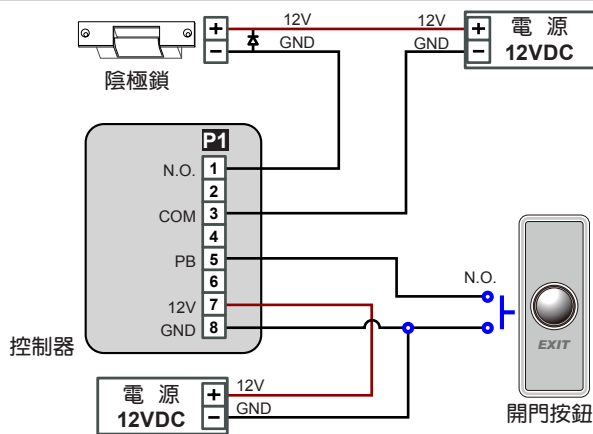 + 12V 12V + 電 源
− GND GND − 12VDC
陰極鎖
P1
N.O. 1
2
COM 3
4
PB 5
6
12V 7
GND 8
控制器
N.O.
EXIT
開門按鈕
電 源 + 12V
12VDC − GND